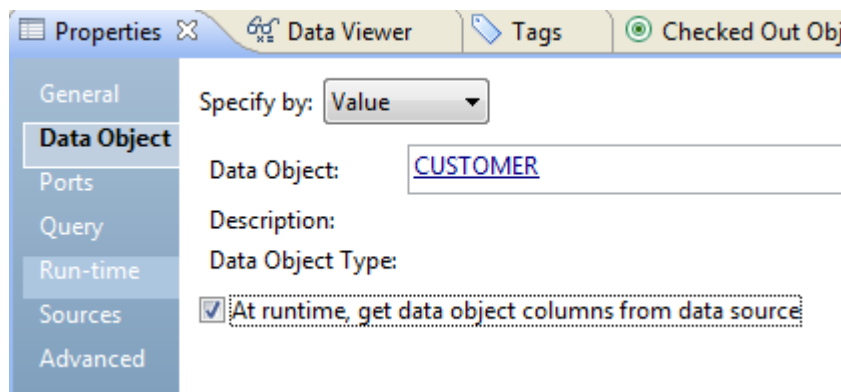 Properties Data Viewer Tags Checked Out Obj
General
Specify by: Value
Data Object
Data Object: CUSTOMER
Ports
Query
Description:
Run-time
Data Object Type:
Sources
At runtime, get data object columns from data source
Advanced